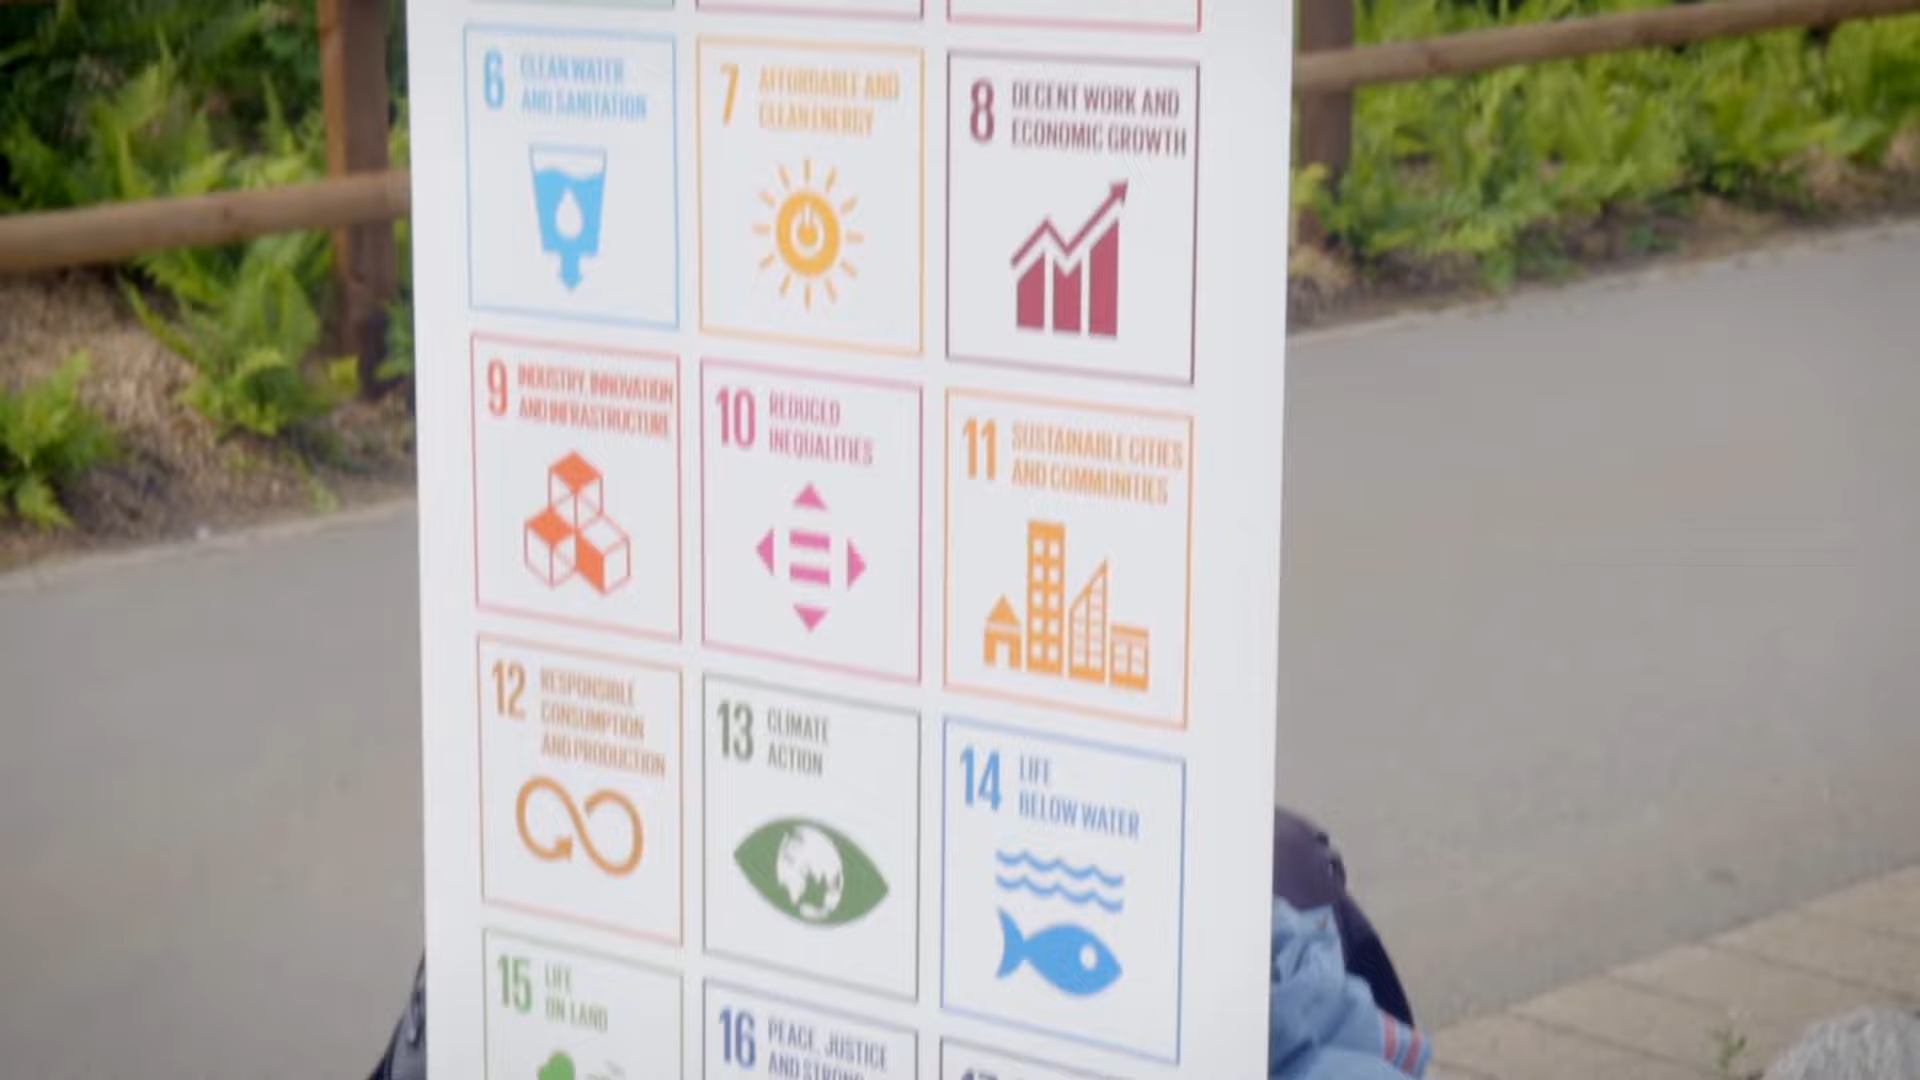 6 CLEAN WATER
AND SANITATION
7 AFFORDABLE AND
CLEAN ENERGY
8 DECENT WORK AND
ECONOMIC GROWTH
9 INDUSTRY, INNOVATION
AND INFRASTRUCTURE
10 REDUCED
INEQUALITIES
11 SUSTAINABLE CITIES
AND COMMUNITIES
12 RESPONSIBLE
CONSUMPTION
AND PRODUCTION
13 CLIMATE
ACTION
14 LIFE
BELOW WATER
15 LIFE
ON LAND
16 PEACE, JUSTICE
AND STRONG